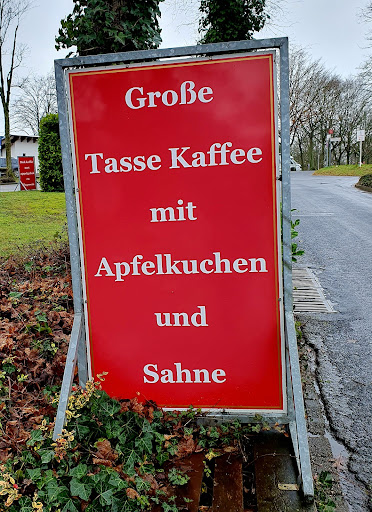 Große
Tasse Kaffee
mit
Apfelkuchen
und
Sahne